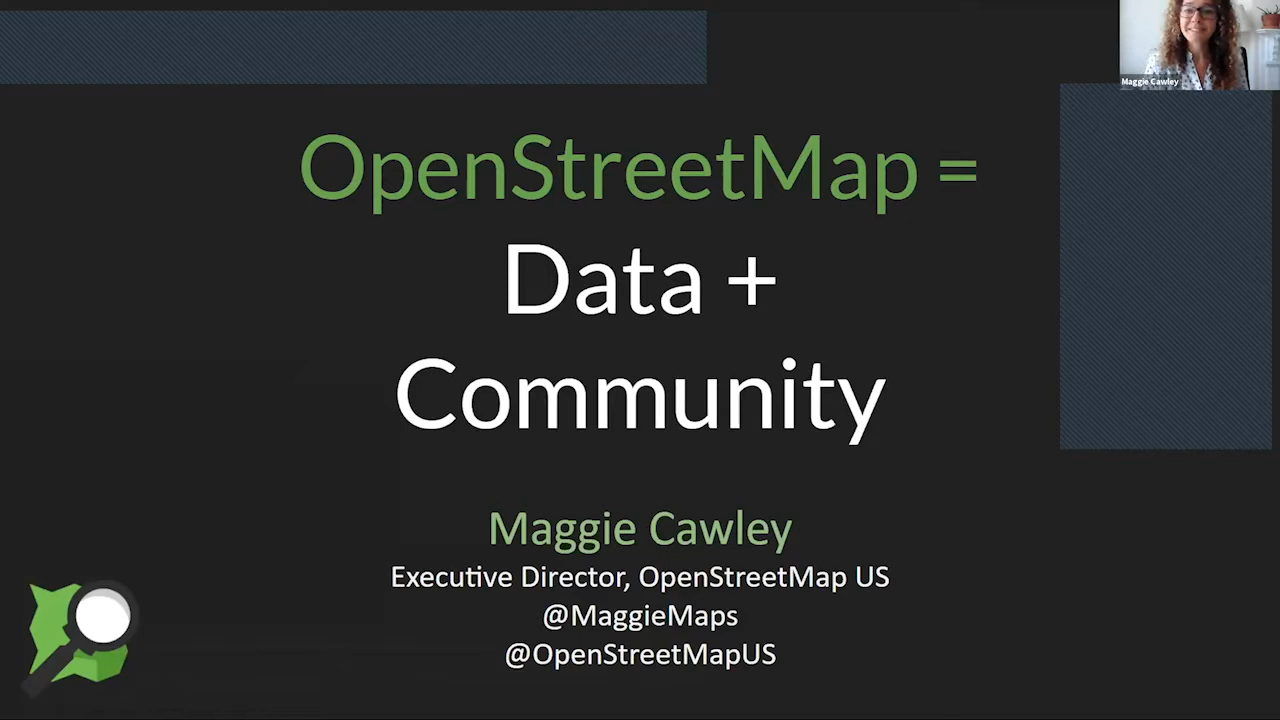 Maggie Cawley
OpenStreetMap =
Data +
Community
Maggie Cawley
Executive Director, OpenStreetMap US
@MaggieMaps
@OpenStreetMapUS